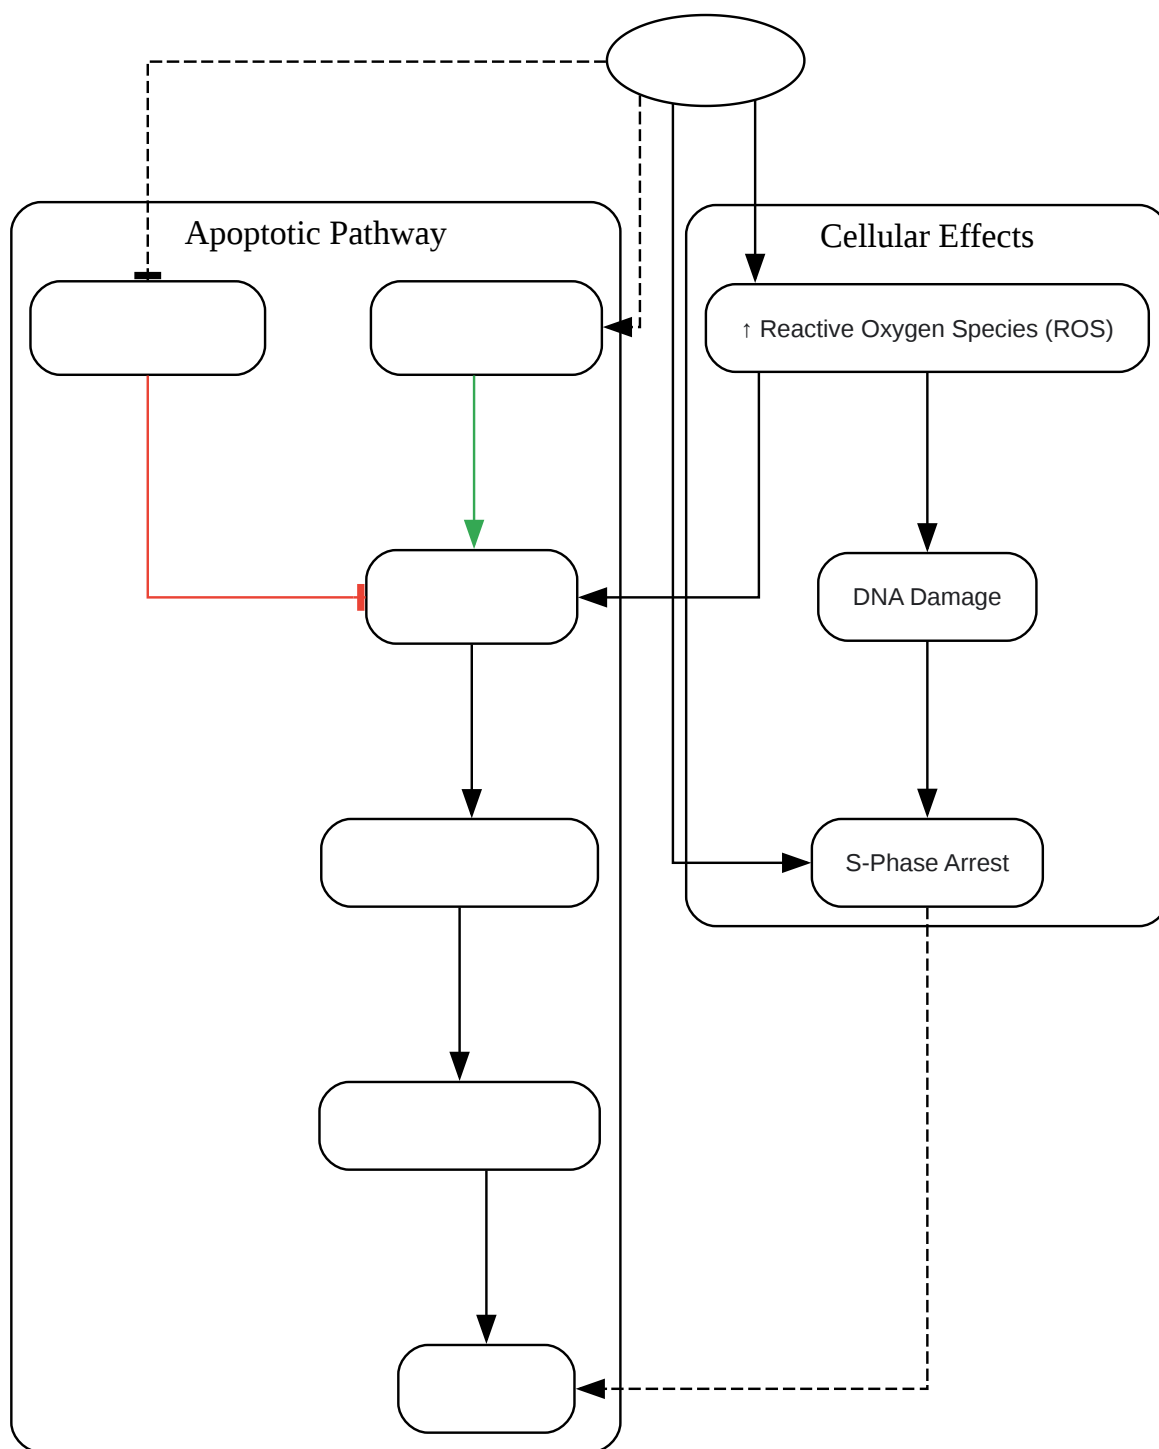 Apoptotic Pathway
Cellular Effects
↑ Reactive Oxygen Species (ROS)
DNA Damage
S-Phase Arrest